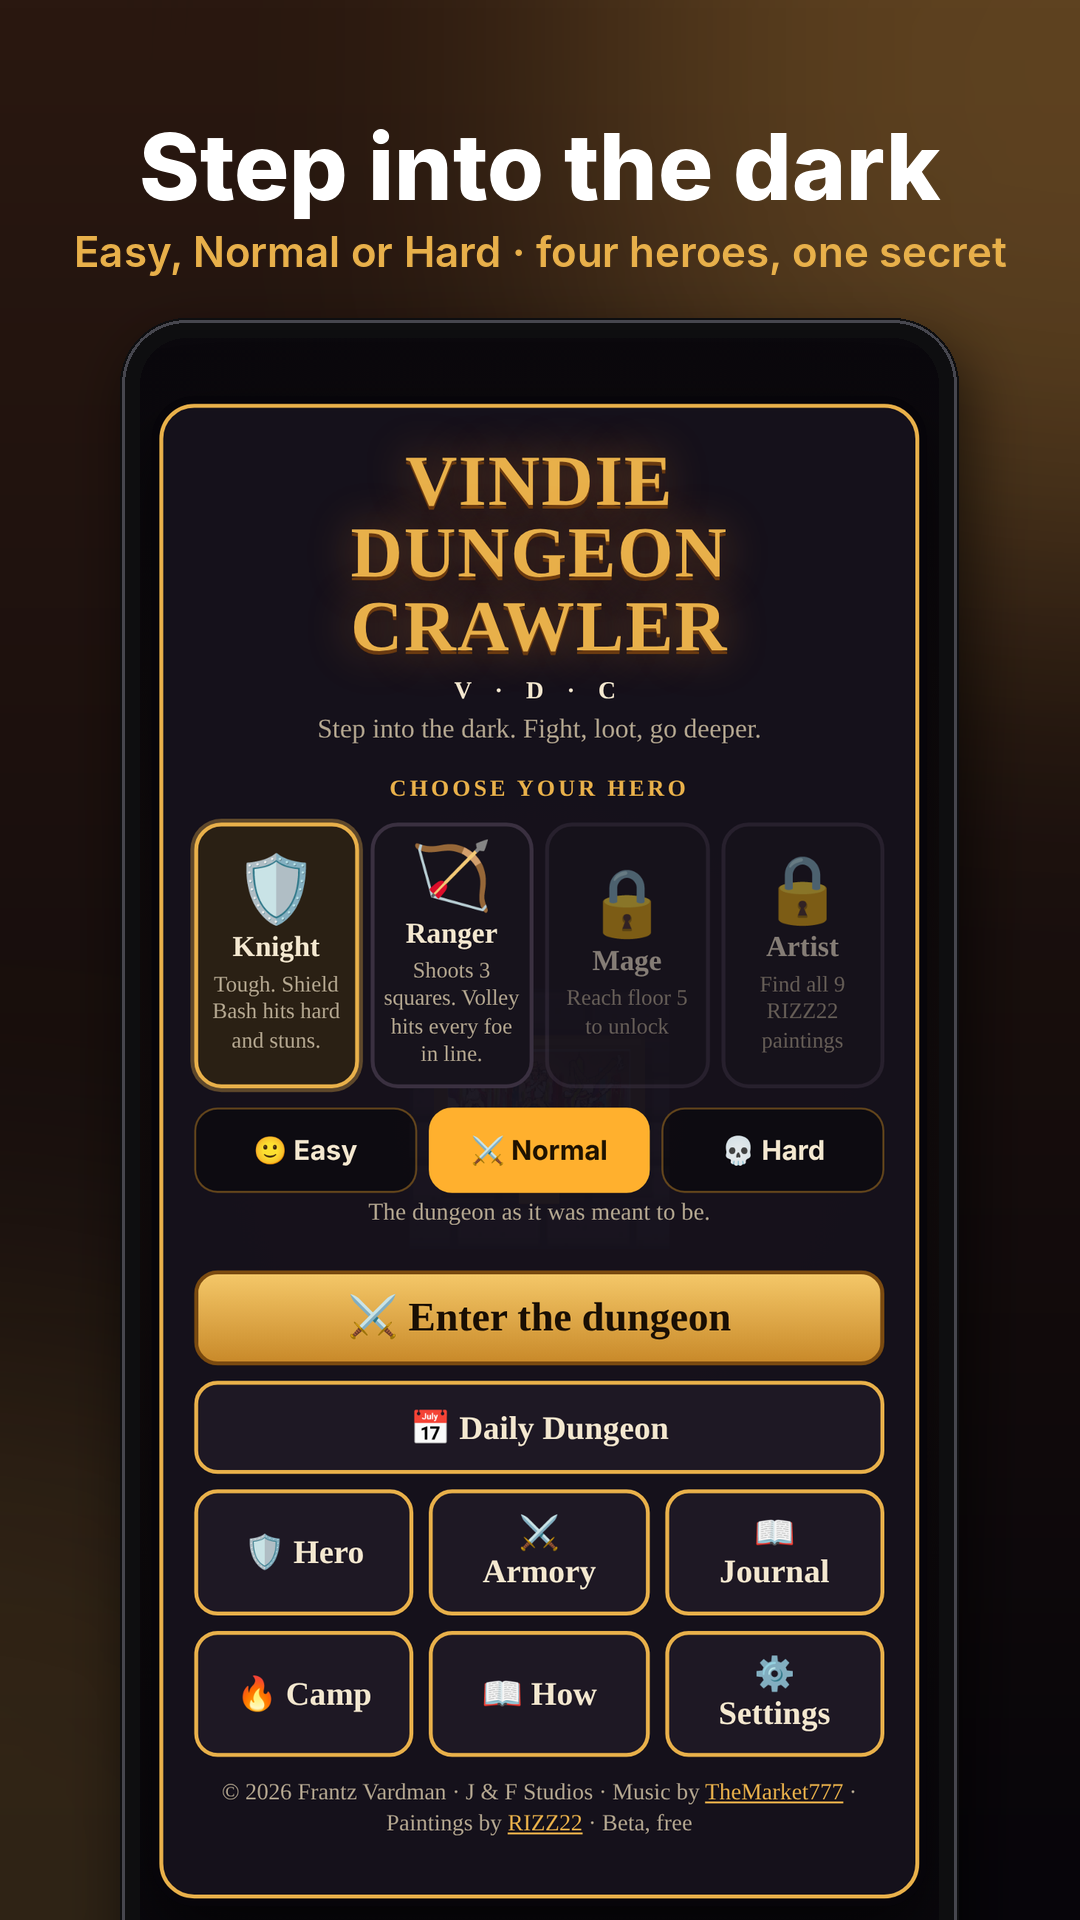 Step into the dark
Easy, Normal or Hard · four heroes, one secret
VINDIE
DUNGEON
CRAWLER
V · D · C
Step into the dark. Fight, loot, go deeper.
CHOOSE YOUR HERO
Knight
Tough. Shield
Bash hits hard
and stuns.
Ranger
Shoots 3
squares. Volley
hits every foe
in line.
Mage
Reach floor 5
to unlock
Artist
Find all 9
RIZZ22
paintings
Easy
Normal
Hard
The dungeon as it was meant to be.
Enter the dungeon
July
17
Daily Dungeon
Hero
Armory
Journal
Camp
How
Settings
© 2026 Frantz Vardman · J & F Studios · Music by TheMarket777 ·
Paintings by RIZZ22 · Beta, free